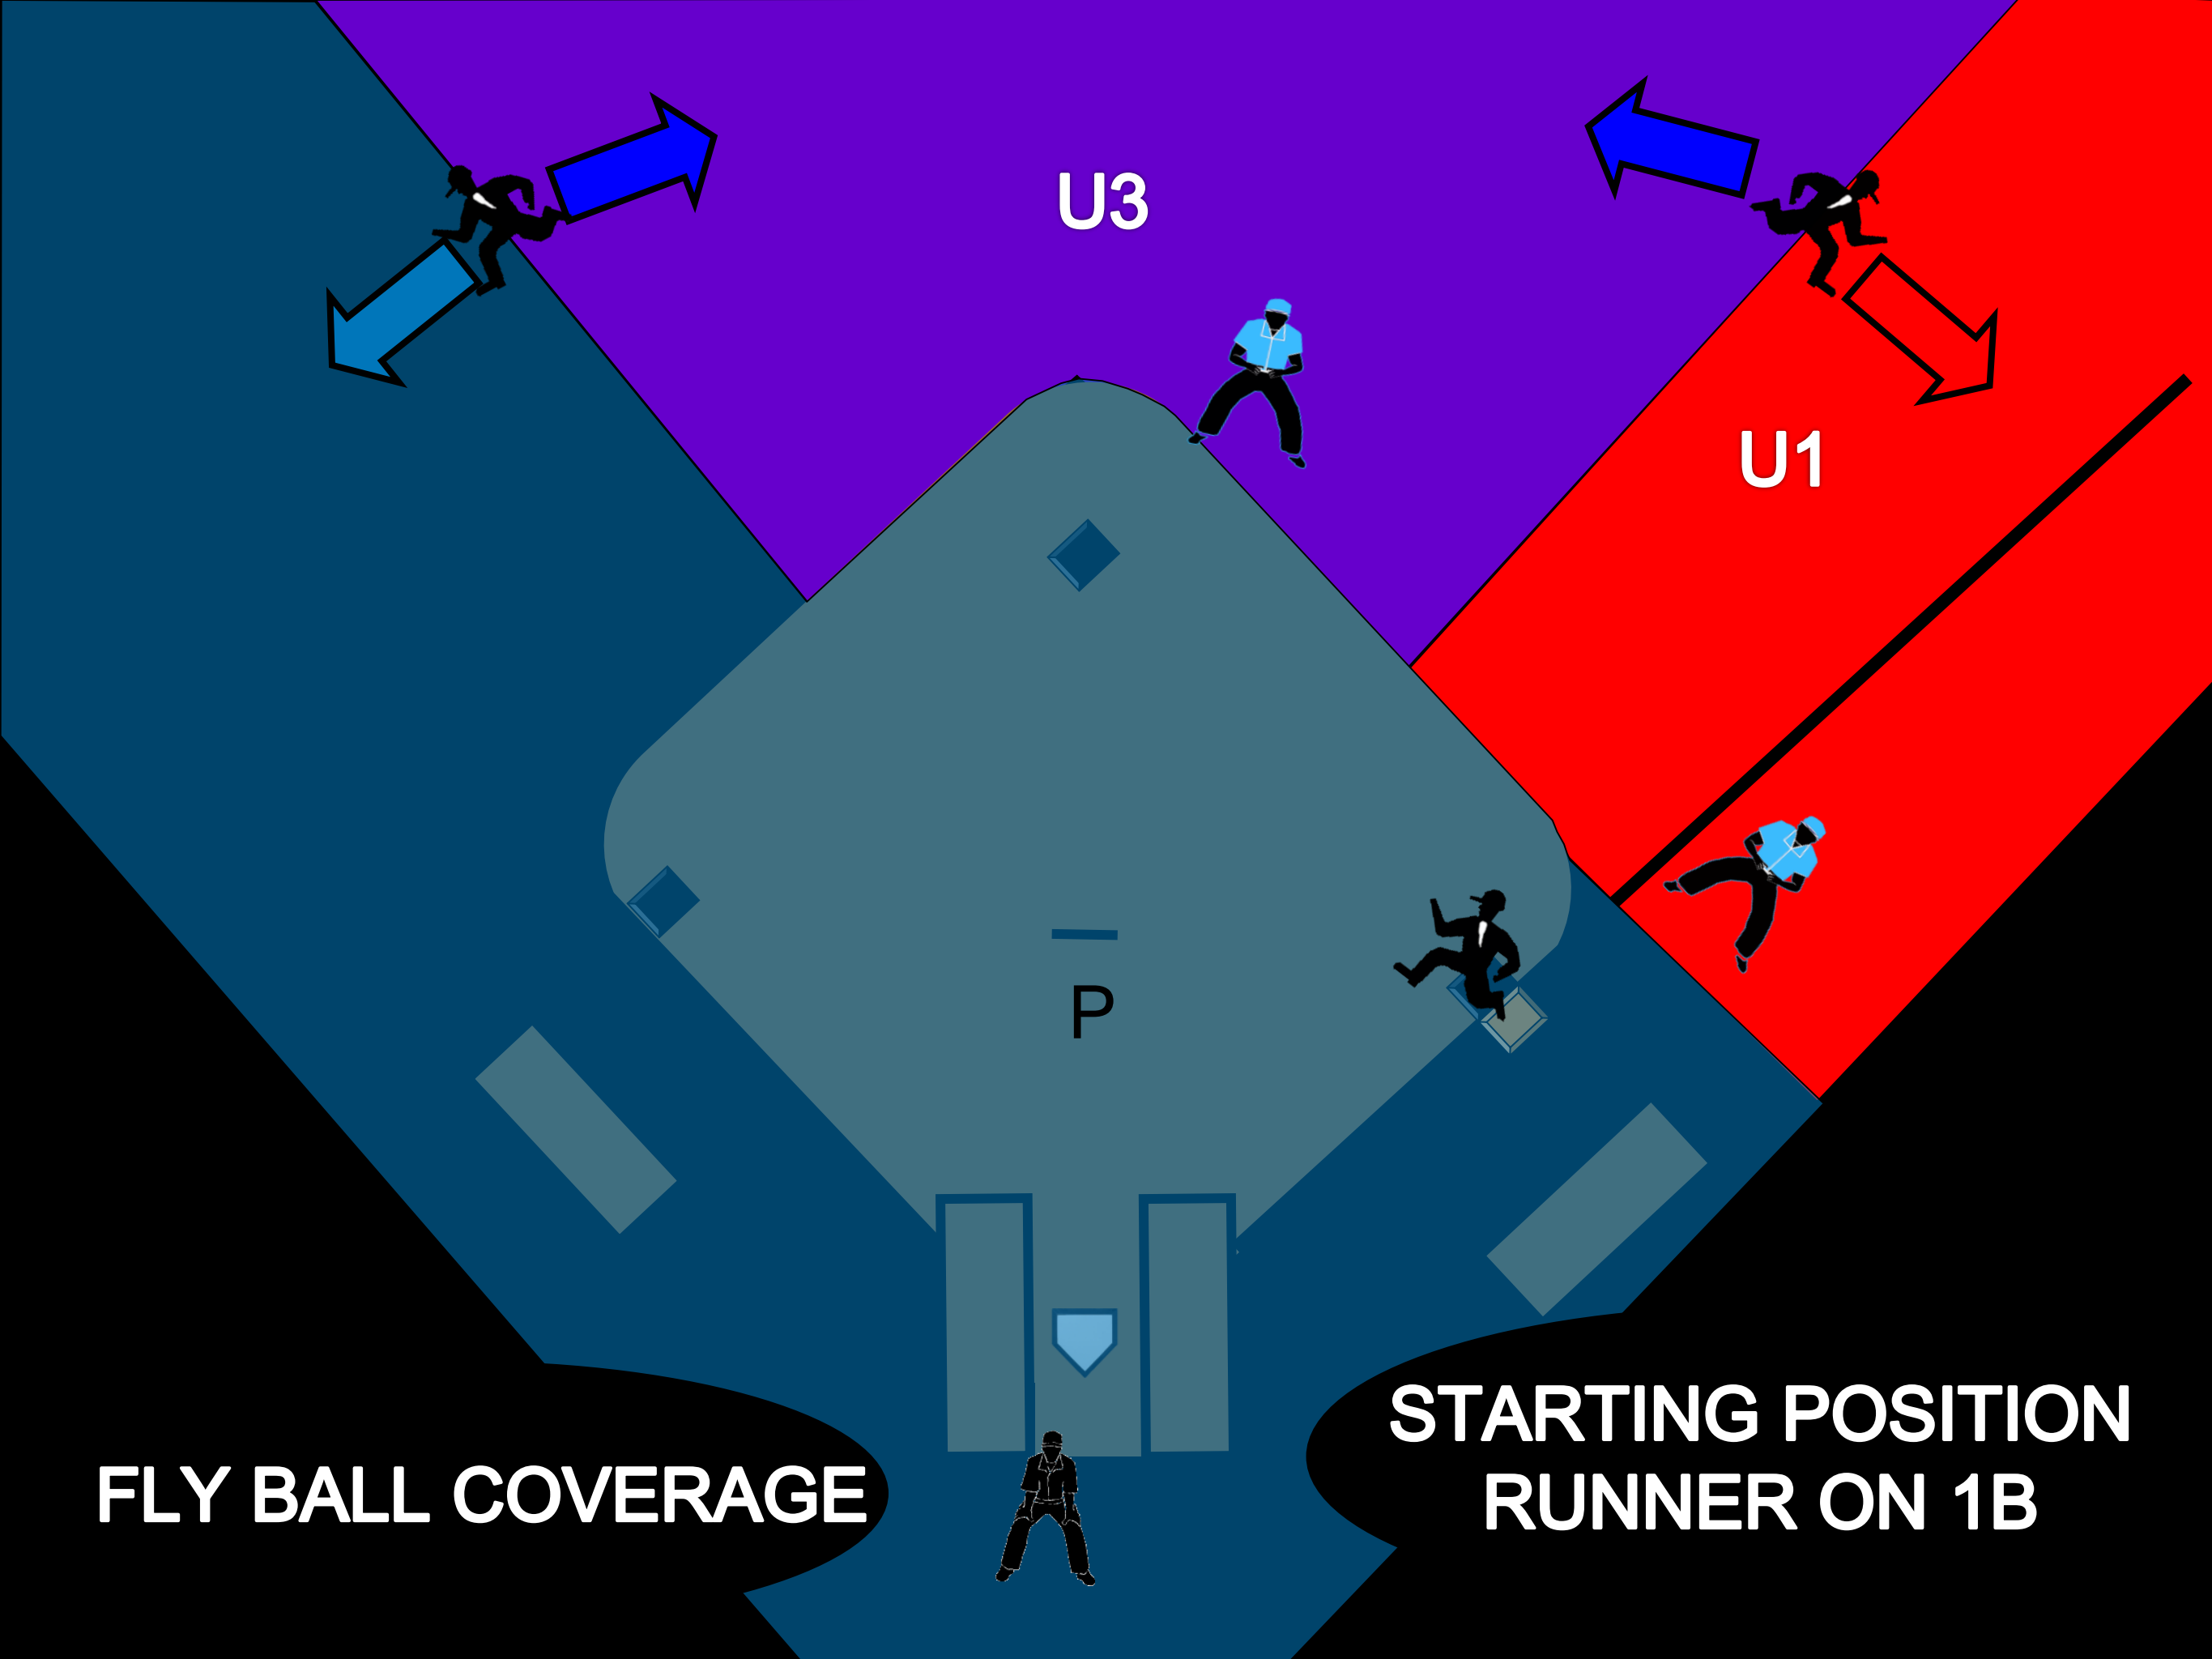 U3
U1
P
FLY BALL COVERAGE
STARTING POSITION
RUNNER ON 1B